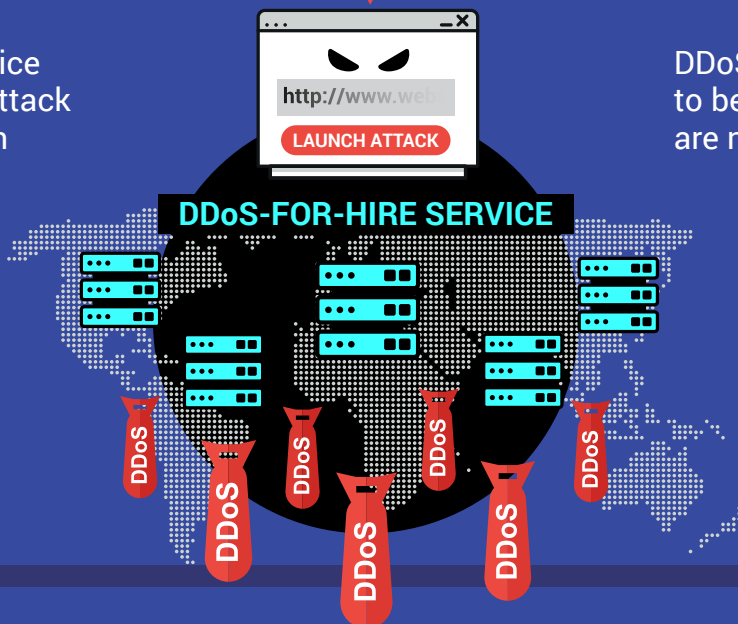 http://www.web
LAUNCH ATTACK
ice
ttack
DDoS
to be
are
DDoS-FOR-HIRE SERVICE
DDoS
DDoS
DDoS
DDoS
DDoS
DDoS
DDoS